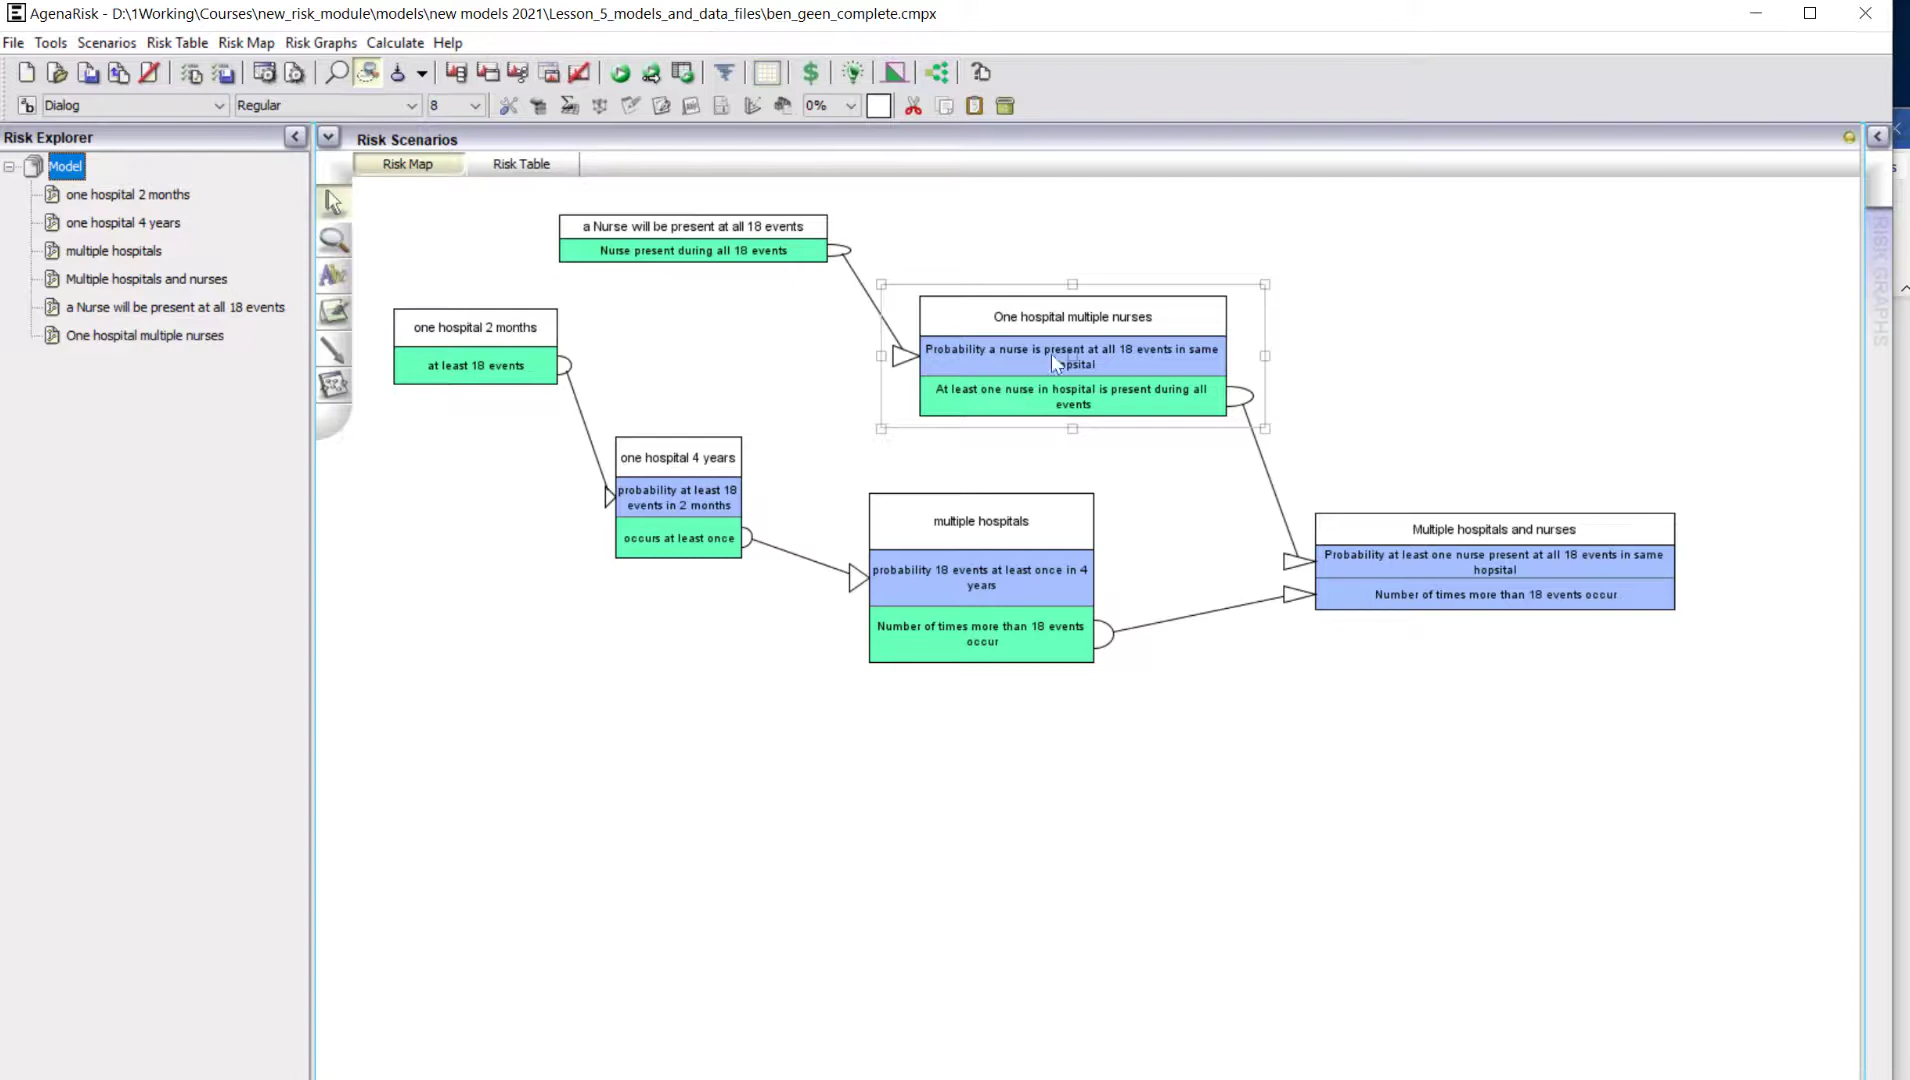 AgenaRisk - D:\1Working\Courses\new_risk_module\models\new models 2021\Lesson_5_models_and_data_files\ben_geen_complete.cmpx
File Tools Scenarios Risk Table Risk Map Risk Graphs Calculate Help
Dialog Regular 8 0%
Risk Explorer
Model
one hospital 2 months
one hospital 4 years
multiple hospitals
Multiple hospitals and nurses
a Nurse will be present at all 18 events
One hospital multiple nurses
Risk Scenarios
Risk Map Risk Table
a Nurse will be present at all 18 events
Nurse present during all 18 events
one hospital 2 months
at least 18 events
One hospital multiple nurses
Probability a nurse is present at all 18 events in same
hopsital
At least one nurse in hospital is present during all
events
one hospital 4 years
probability at least 18
events in 2 months
occurs at least once
multiple hospitals
probability 18 events at least once in 4
years
Number of times more than 18 events
occur
Multiple hospitals and nurses
Probability at least one nurse present at all 18 events in same
hopsital
Number of times more than 18 events occur
RISK GRAPHS